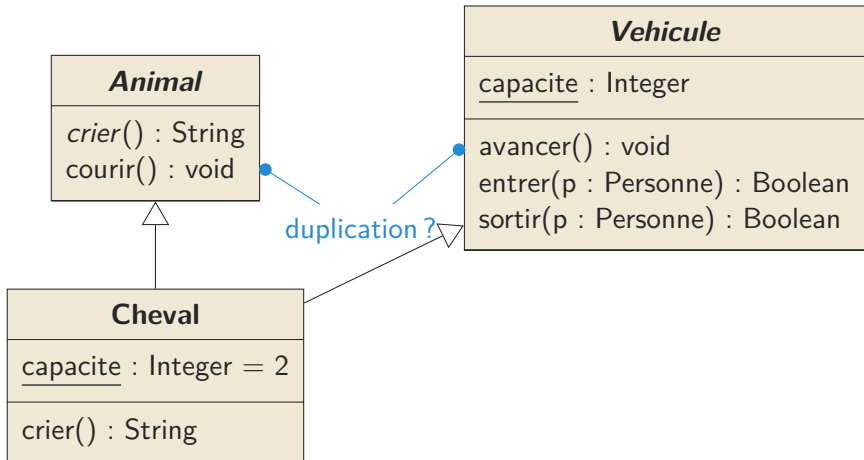 Animal
crier() : String
courir() : void
Vehicule
capacite : Integer
avancer() : void
entrer(p : Personne) : Boolean
sortir(p : Personne) : Boolean
duplication ?
Cheval
capacite : Integer = 2
crier() : String